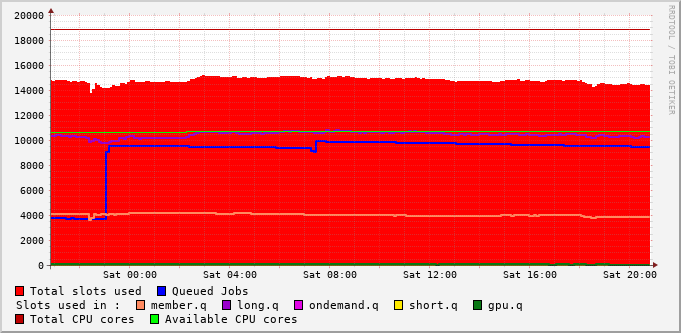 RRDTOOL / TOBI OETIKER
20000
18000
16000
14000
12000
10000
8000
6000
4000
2000
0
Sat 00:00 Sat 04:00 Sat 08:00 Sat 12:00 Sat 16:00 Sat 20:00
Total slots used Queued Jobs
Slots used in : member.q long.q ondemand.q short.q gpu.q
Total CPU cores Available CPU cores